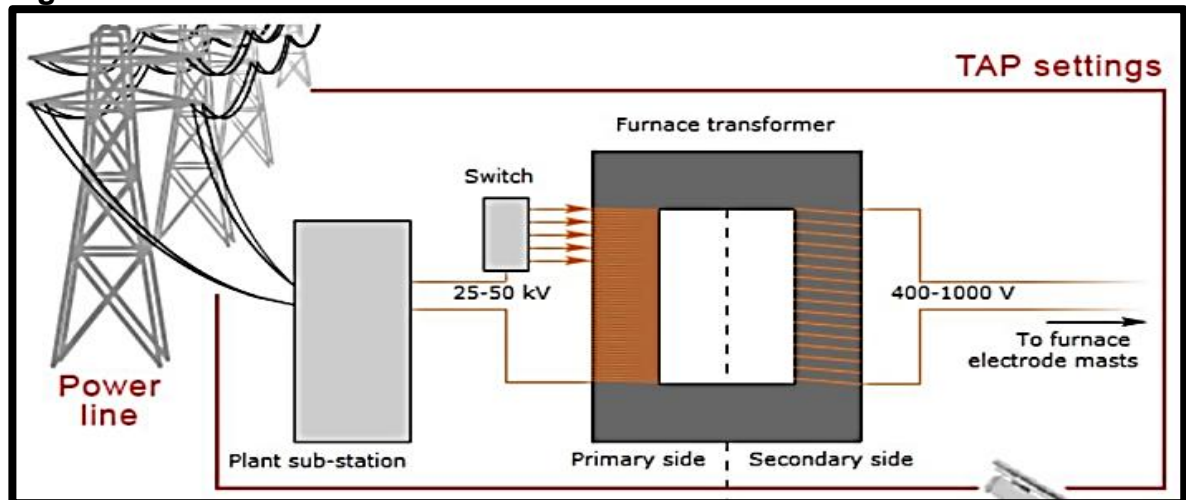 TAP settings
Furnace transformer
Switch
25-50 kV
400-1000 V
To furnace
electrode masts
Power
line
Plant sub-station
Primary side
Secondary side